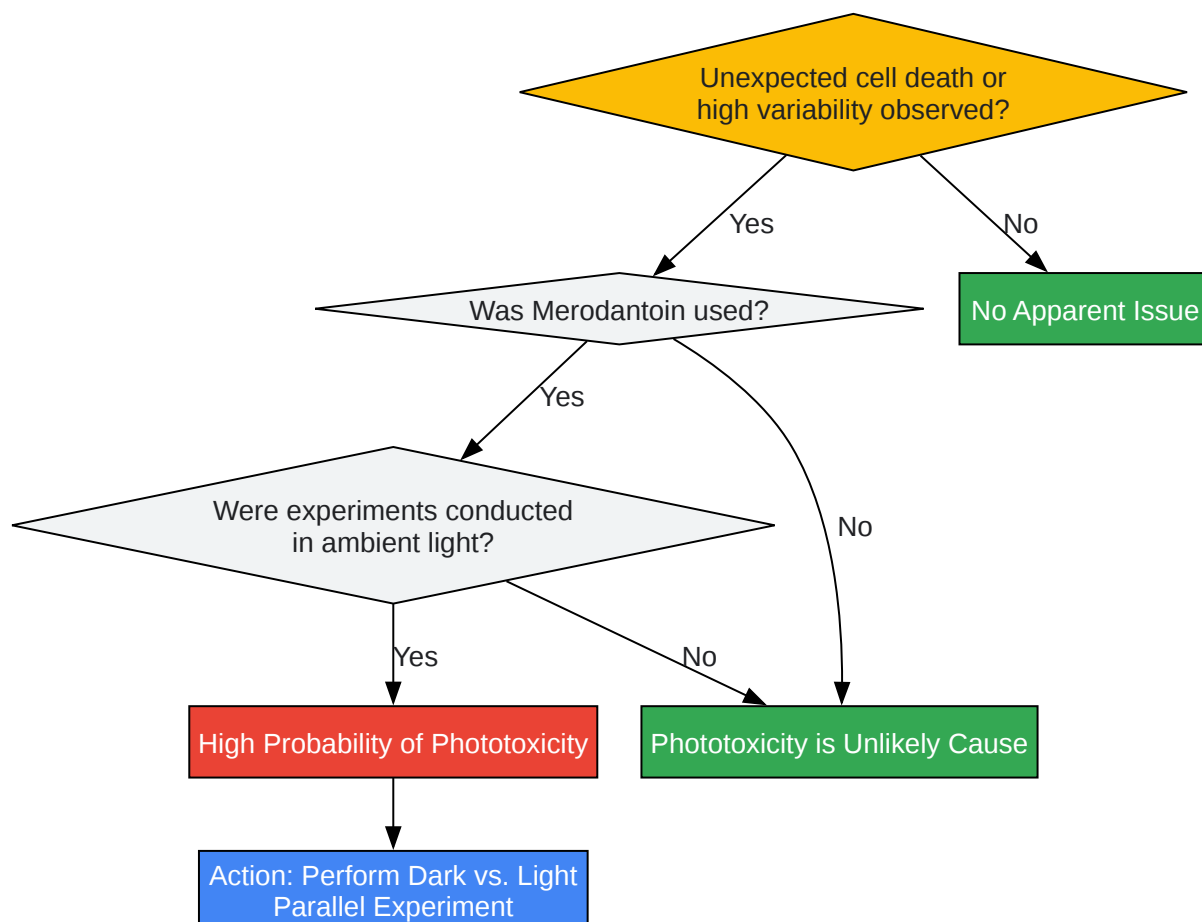 Unexpected cell death or
high variability observed?
Yes
No
Was Merodantoin used?
No Apparent Issue
Yes
Were experiments conducted
in ambient light?
No
Yes
No
High Probability of Phototoxicity
Phototoxicity is Unlikely Cause
Action: Perform Dark vs. Light
Parallel Experiment